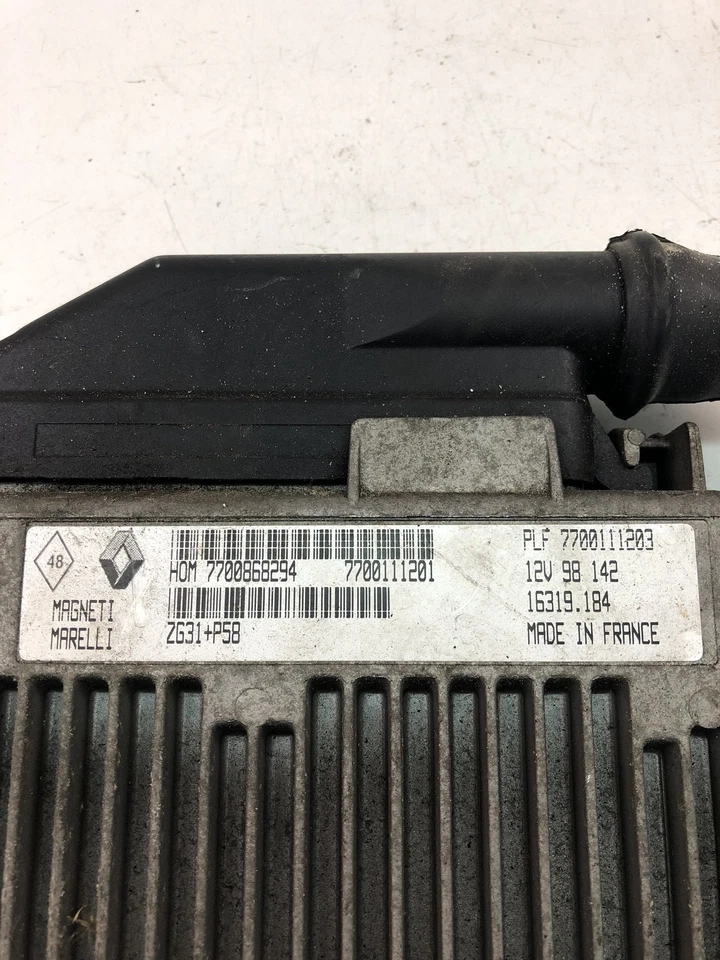 48
MAGNETI
MARELLI
HOM 7700868294 7700111201
ZG31+P58
PLF 7700111203
12V 98 142
16319.184
MADE IN FRANCE